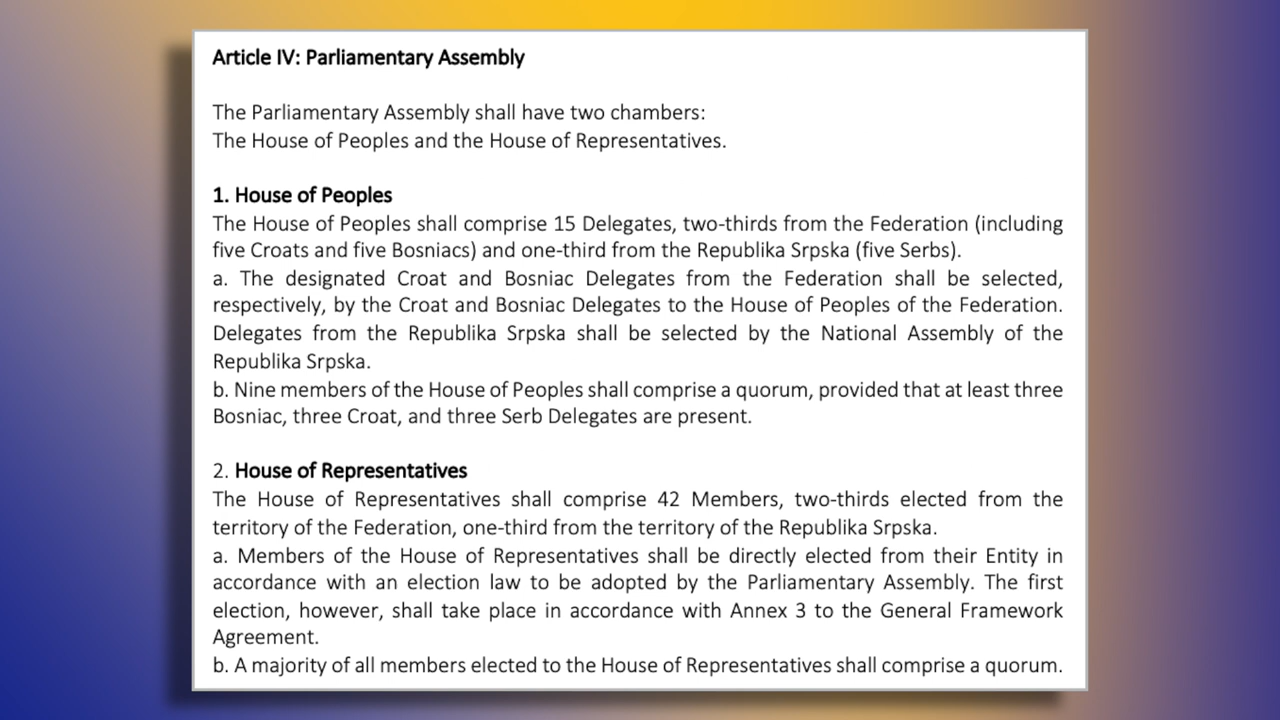 Article IV: Parliamentary Assembly
The Parliamentary Assembly shall have two chambers:
The House of Peoples and the House of Representatives.
1. House of Peoples
The House of Peoples shall comprise 15 Delegates, two-thirds from the Federation (including
five Croats and five Bosniacs) and one-third from the Republika Srpska (five Serbs).
a. The designated Croat and Bosniac Delegates from the Federation shall be selected,
respectively, by the Croat and Bosniac Delegates to the House of Peoples of the Federation.
Delegates from the Republika Srpska shall be selected by the National Assembly of the
Republika Srpska.
b. Nine members of the House of Peoples shall comprise a quorum, provided that at least three
Bosniac, three Croat, and three Serb Delegates are present.
2. House of Representatives
The House of Representatives shall comprise 42 Members, two-thirds elected from the
territory of the Federation, one-third from the territory of the Republika Srpska.
a. Members of the House of Representatives shall be directly elected from their Entity in
accordance with an election law to be adopted by the Parliamentary Assembly. The first
election, however, shall take place in accordance with Annex 3 to the General Framework
Agreement.
b. A majority of all members elected to the House of Representatives shall comprise a quorum.